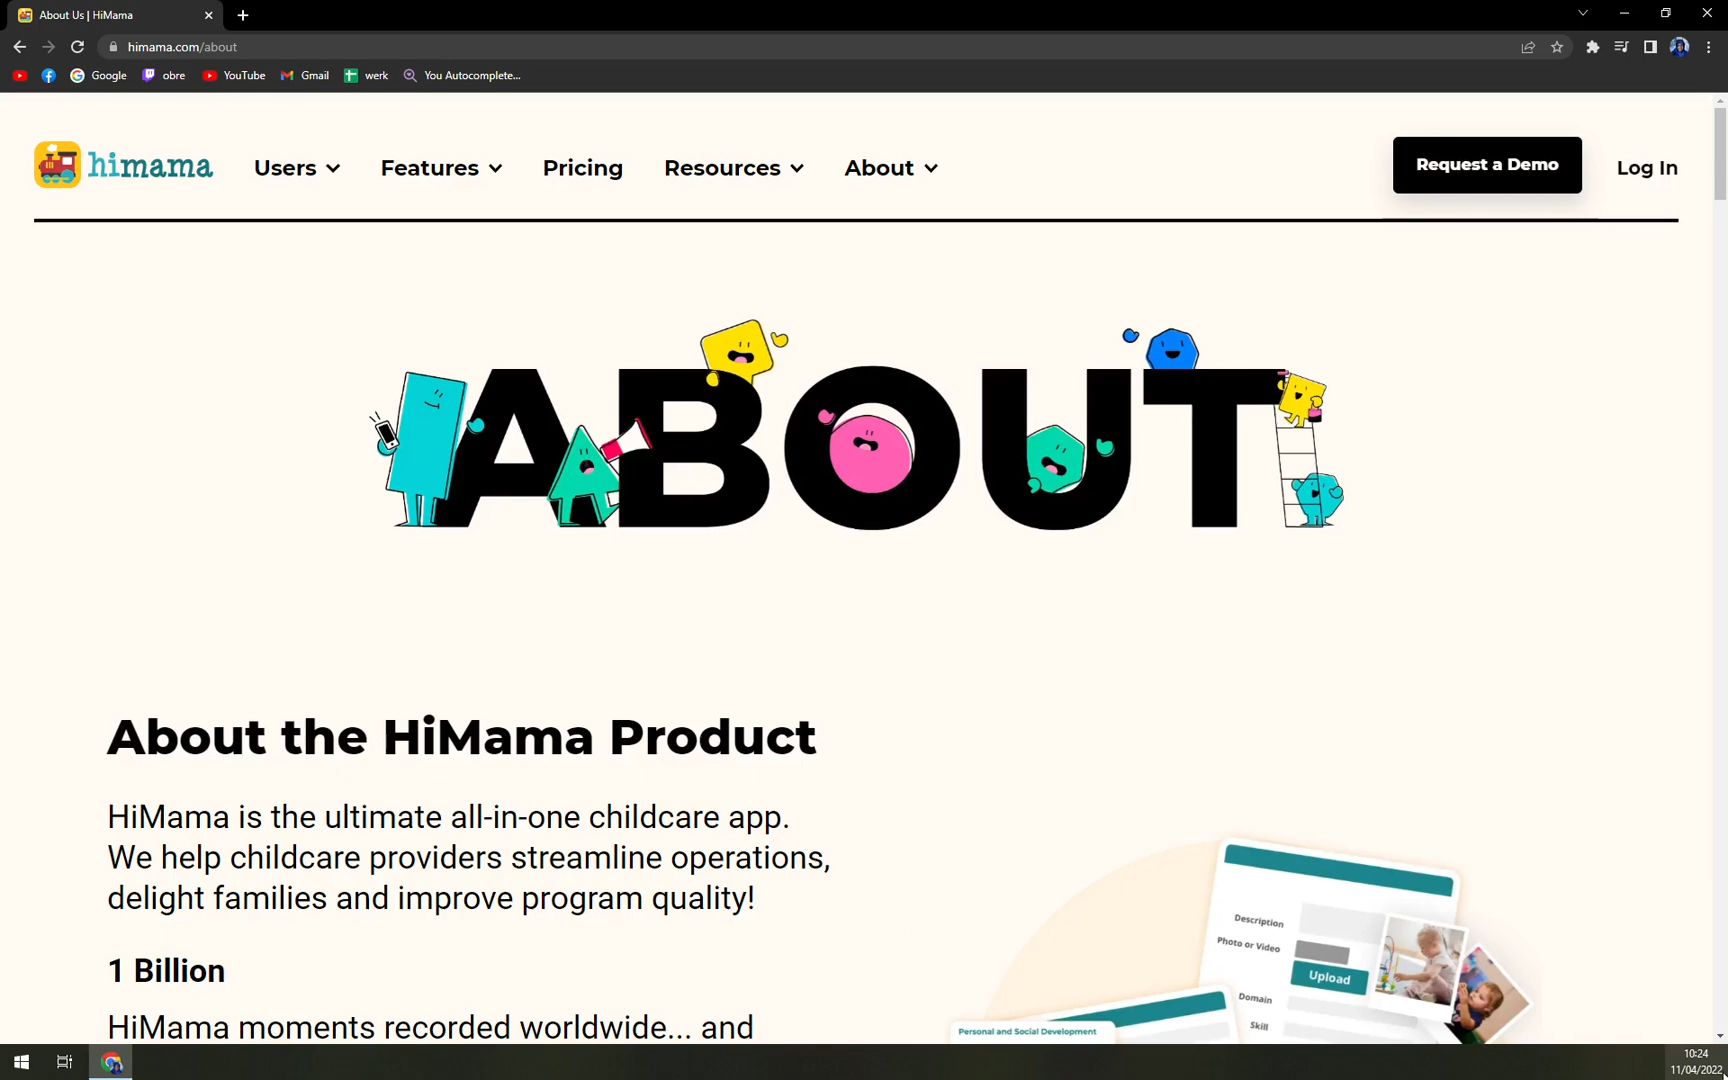 About Us | HiMama
himama.com/about
Google
obre
YouTube
Gmail
werk
You Autocomplete...
himama
Users
Features
Pricing
Resources
About
Request a Demo
Log In
ABOUT
About the HiMama Product
HiMama is the ultimate all-in-one childcare app.
We help childcare providers streamline operations,
delight families and improve program quality!
1 Billion
HiMama moments recorded worldwide... and
Description
Photo or Video
Upload
Domain
Skill
Personal and Social Development
10:24
11/04/2022